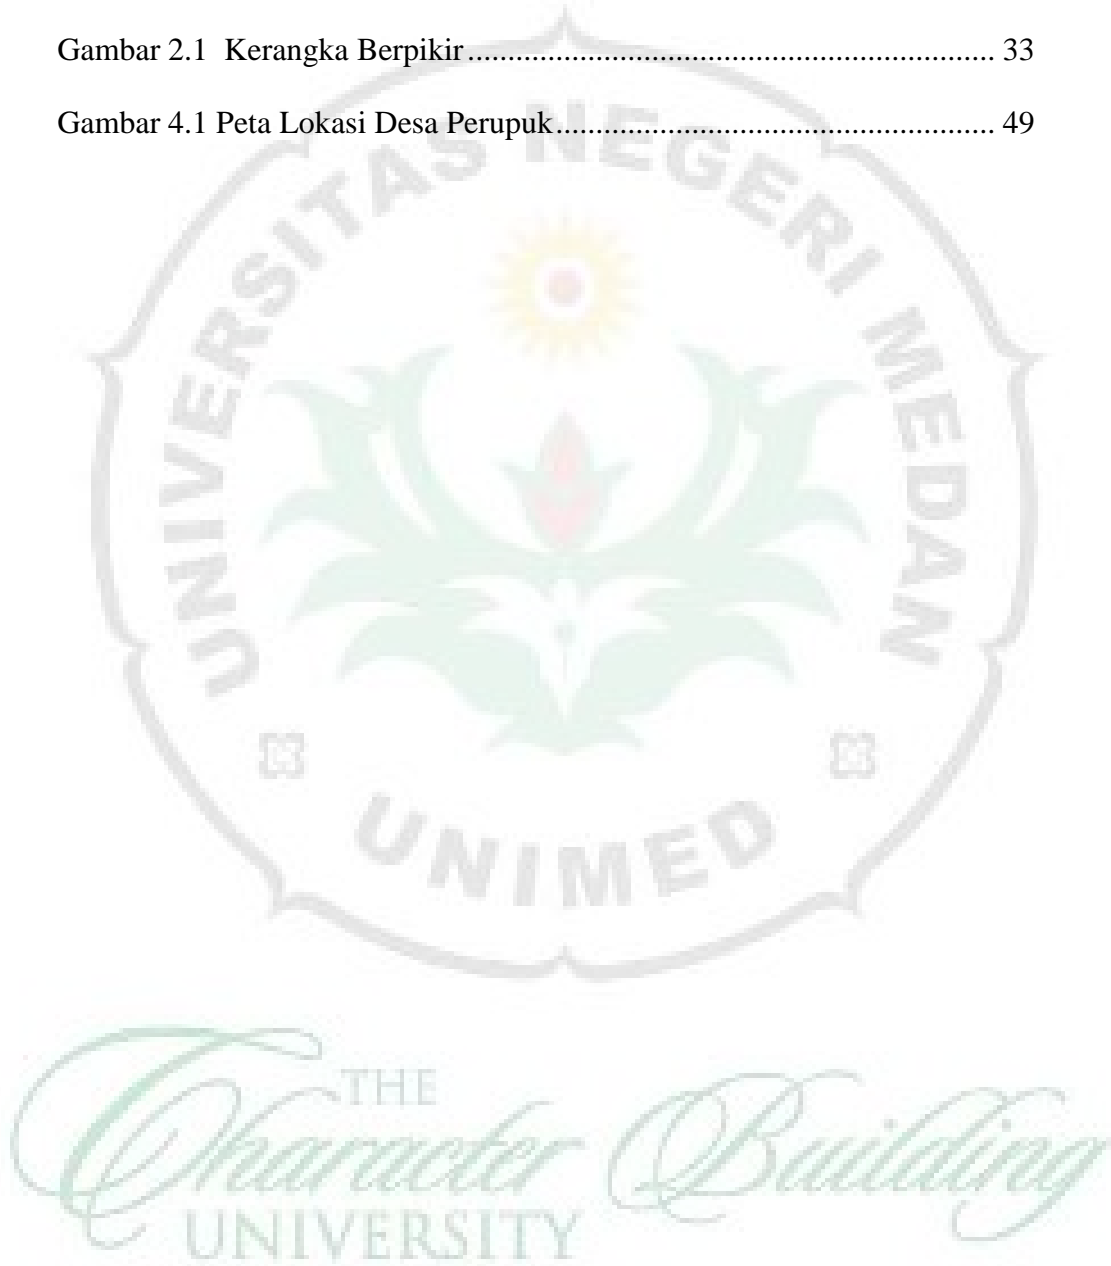 Gambar 2.1  Kerangka Berpikir.................................................................. 33
Gambar 4.1 Peta Lokasi Desa Perupuk....................................................... 49
UNIVERSITAS NEGERI MEDAN
UNIMED
THE
Character Building
UNIVERSITY